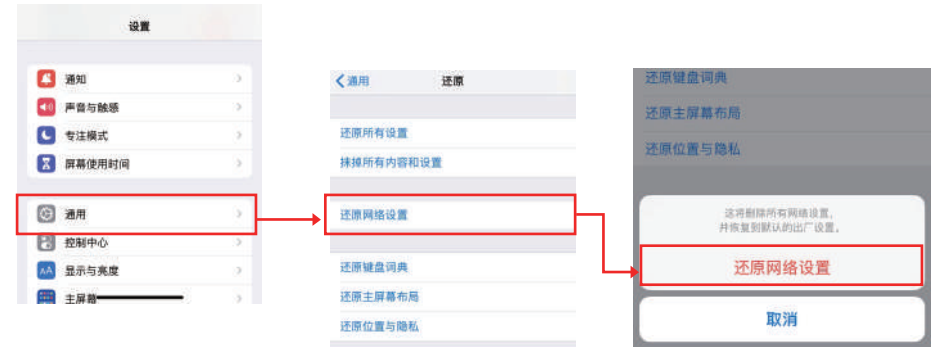 设置
通知
声音与触感
专注模式
屏幕使用时间
通用
控制中心
显示与亮度
AA
主屏幕
通用
还原
还原所有设置
抹掉所有内容和设置
还原网络设置
还原键盘词典
还原主屏幕布局
还原位置与隐私
还原键盘词典
还原主屏幕布局
还原位置与隐私
这将删除所有网络设置，
并恢复到默认的出厂设置。
还原网络设置
取消